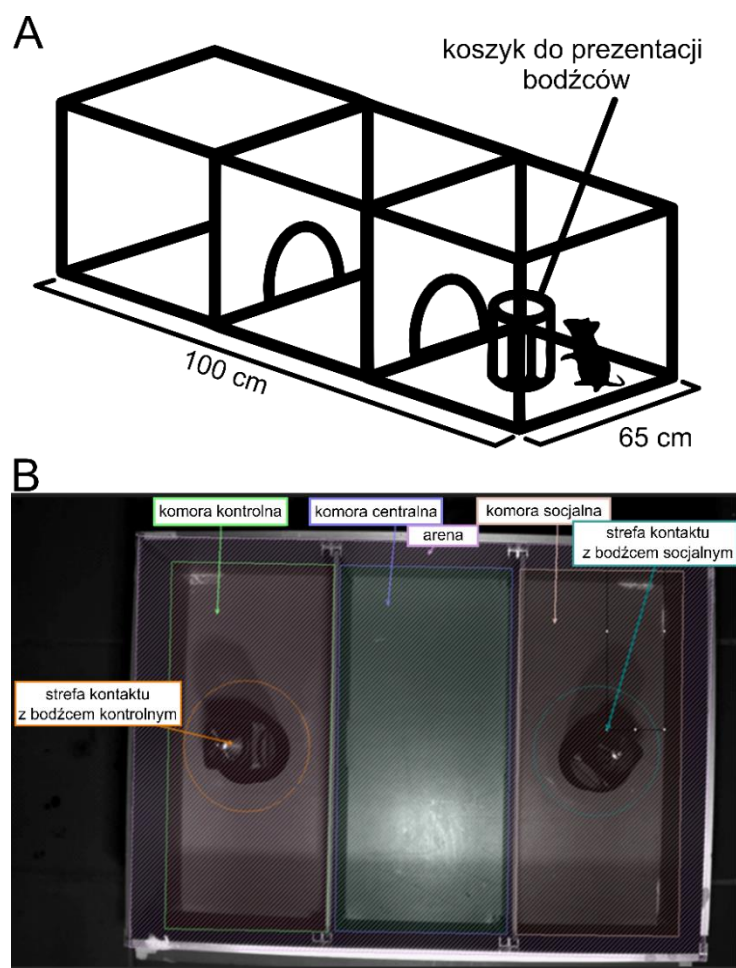 A
koszyk do prezentacji
bodźców
100 cm
65 cm
B
komora kontrolna
komora centralna
komora socjalna
arena
strefa kontaktu
z bodźcem socjalnym
strefa kontaktu
z bodźcem kontrolnym